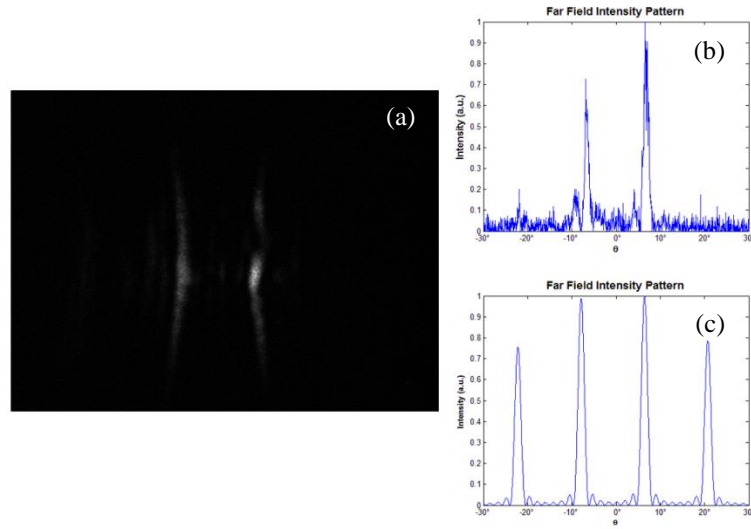 (a)
Far Field Intensity Pattern
(b)
Intensity (a.u.)
1
0.9
0.8
0.7
0.6
0.5
0.4
0.3
0.2
0.1
0
-30° -20° -10° 0° 10° 20° 30°
θ
Far Field Intensity Pattern
(c)
Intensity (a.u.)
1
0.9
0.8
0.7
0.6
0.5
0.4
0.3
0.2
0.1
0
-30° -20° -10° 0° 10° 20° 30°
θ